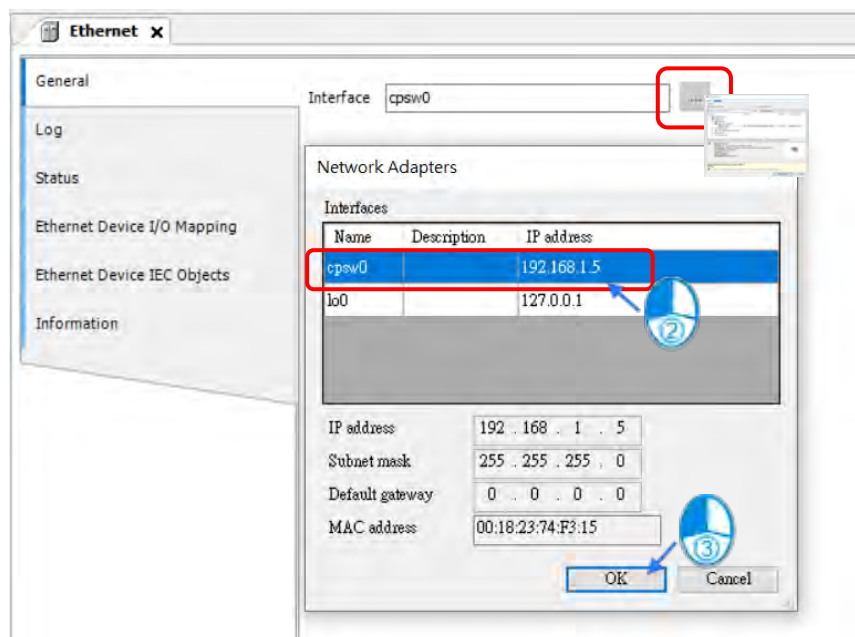 Ethernet
General
Log
Status
Ethernet Device I/O Mapping
Ethernet Device IEC Objects
Information
Interface cpsw0 ...
Network Adapters
Interfaces
Name Description IP address
cpsw0 192.168.1.5
lo0 127.0.0.1
②
IP address 192 . 168 . 1 . 5
Subnet mask 255 . 255 . 255 . 0
Default gateway 0 . 0 . 0 . 0
MAC address 00:18:23:74:F3:15
③
OK Cancel